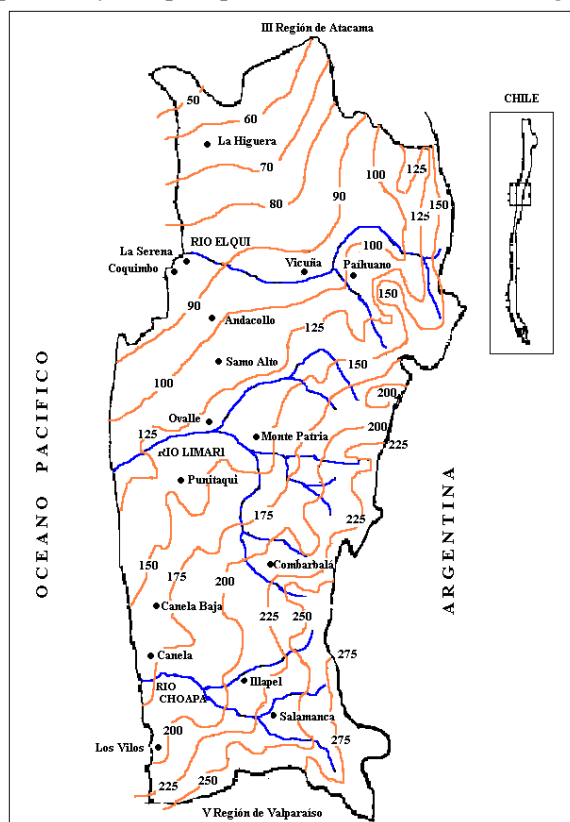 III Región de Atacama
CHILE
50
60
La Higuera
70
80
90
100
125
125
150
La Serena
RIO ELQUI
Coquimbo
Vicuña
100
Paihuano
150
90
Andacollo
125
Samo Alto
150
100
200
Ovalle
200
125
Monte Patria
225
RIO LIMARI
Punitaqui
175
225
OCEANO PACIFICO
ARGENTINA
150
175
200
Combarbalá
Canela Baja
225
250
Canela
275
RIO
CHOAPA
Illapel
Salamanca
200
Los Vilos
275
225
250
V Región de Valparaíso